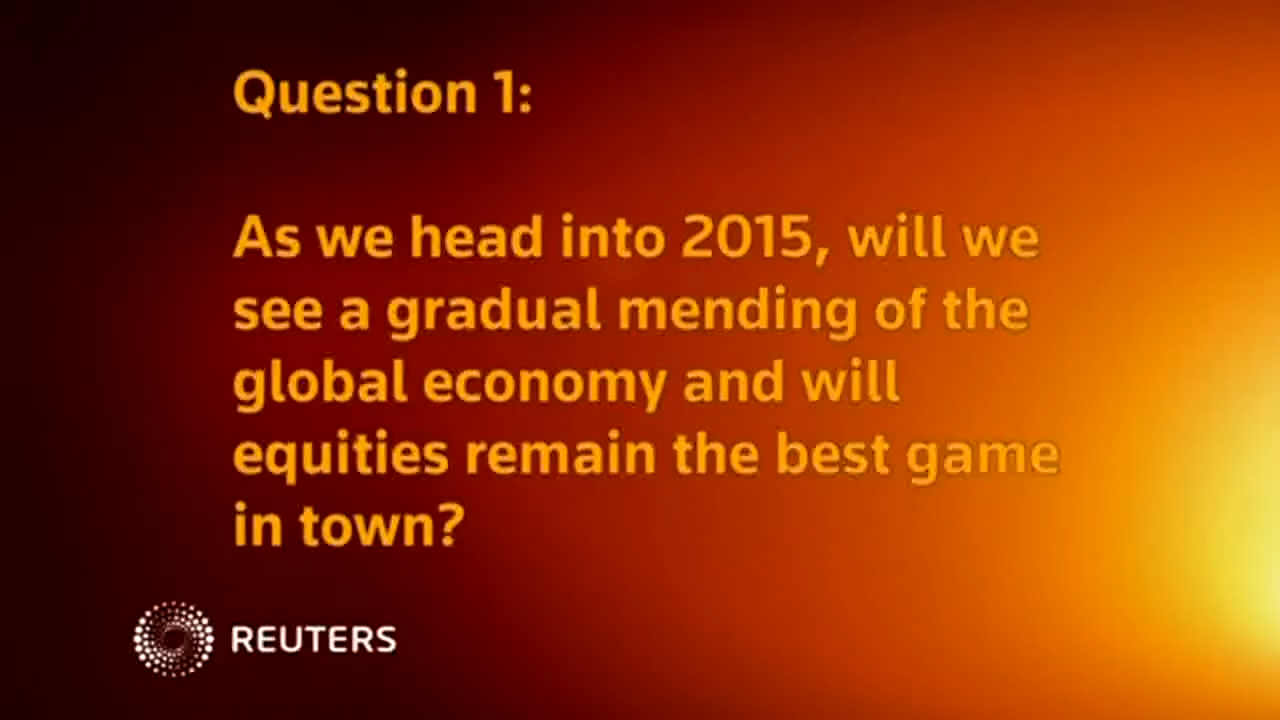 Question 1:
As we head into 2015, will we
see a gradual mending of the
global economy and will
equities remain the best game
in town?
REUTERS